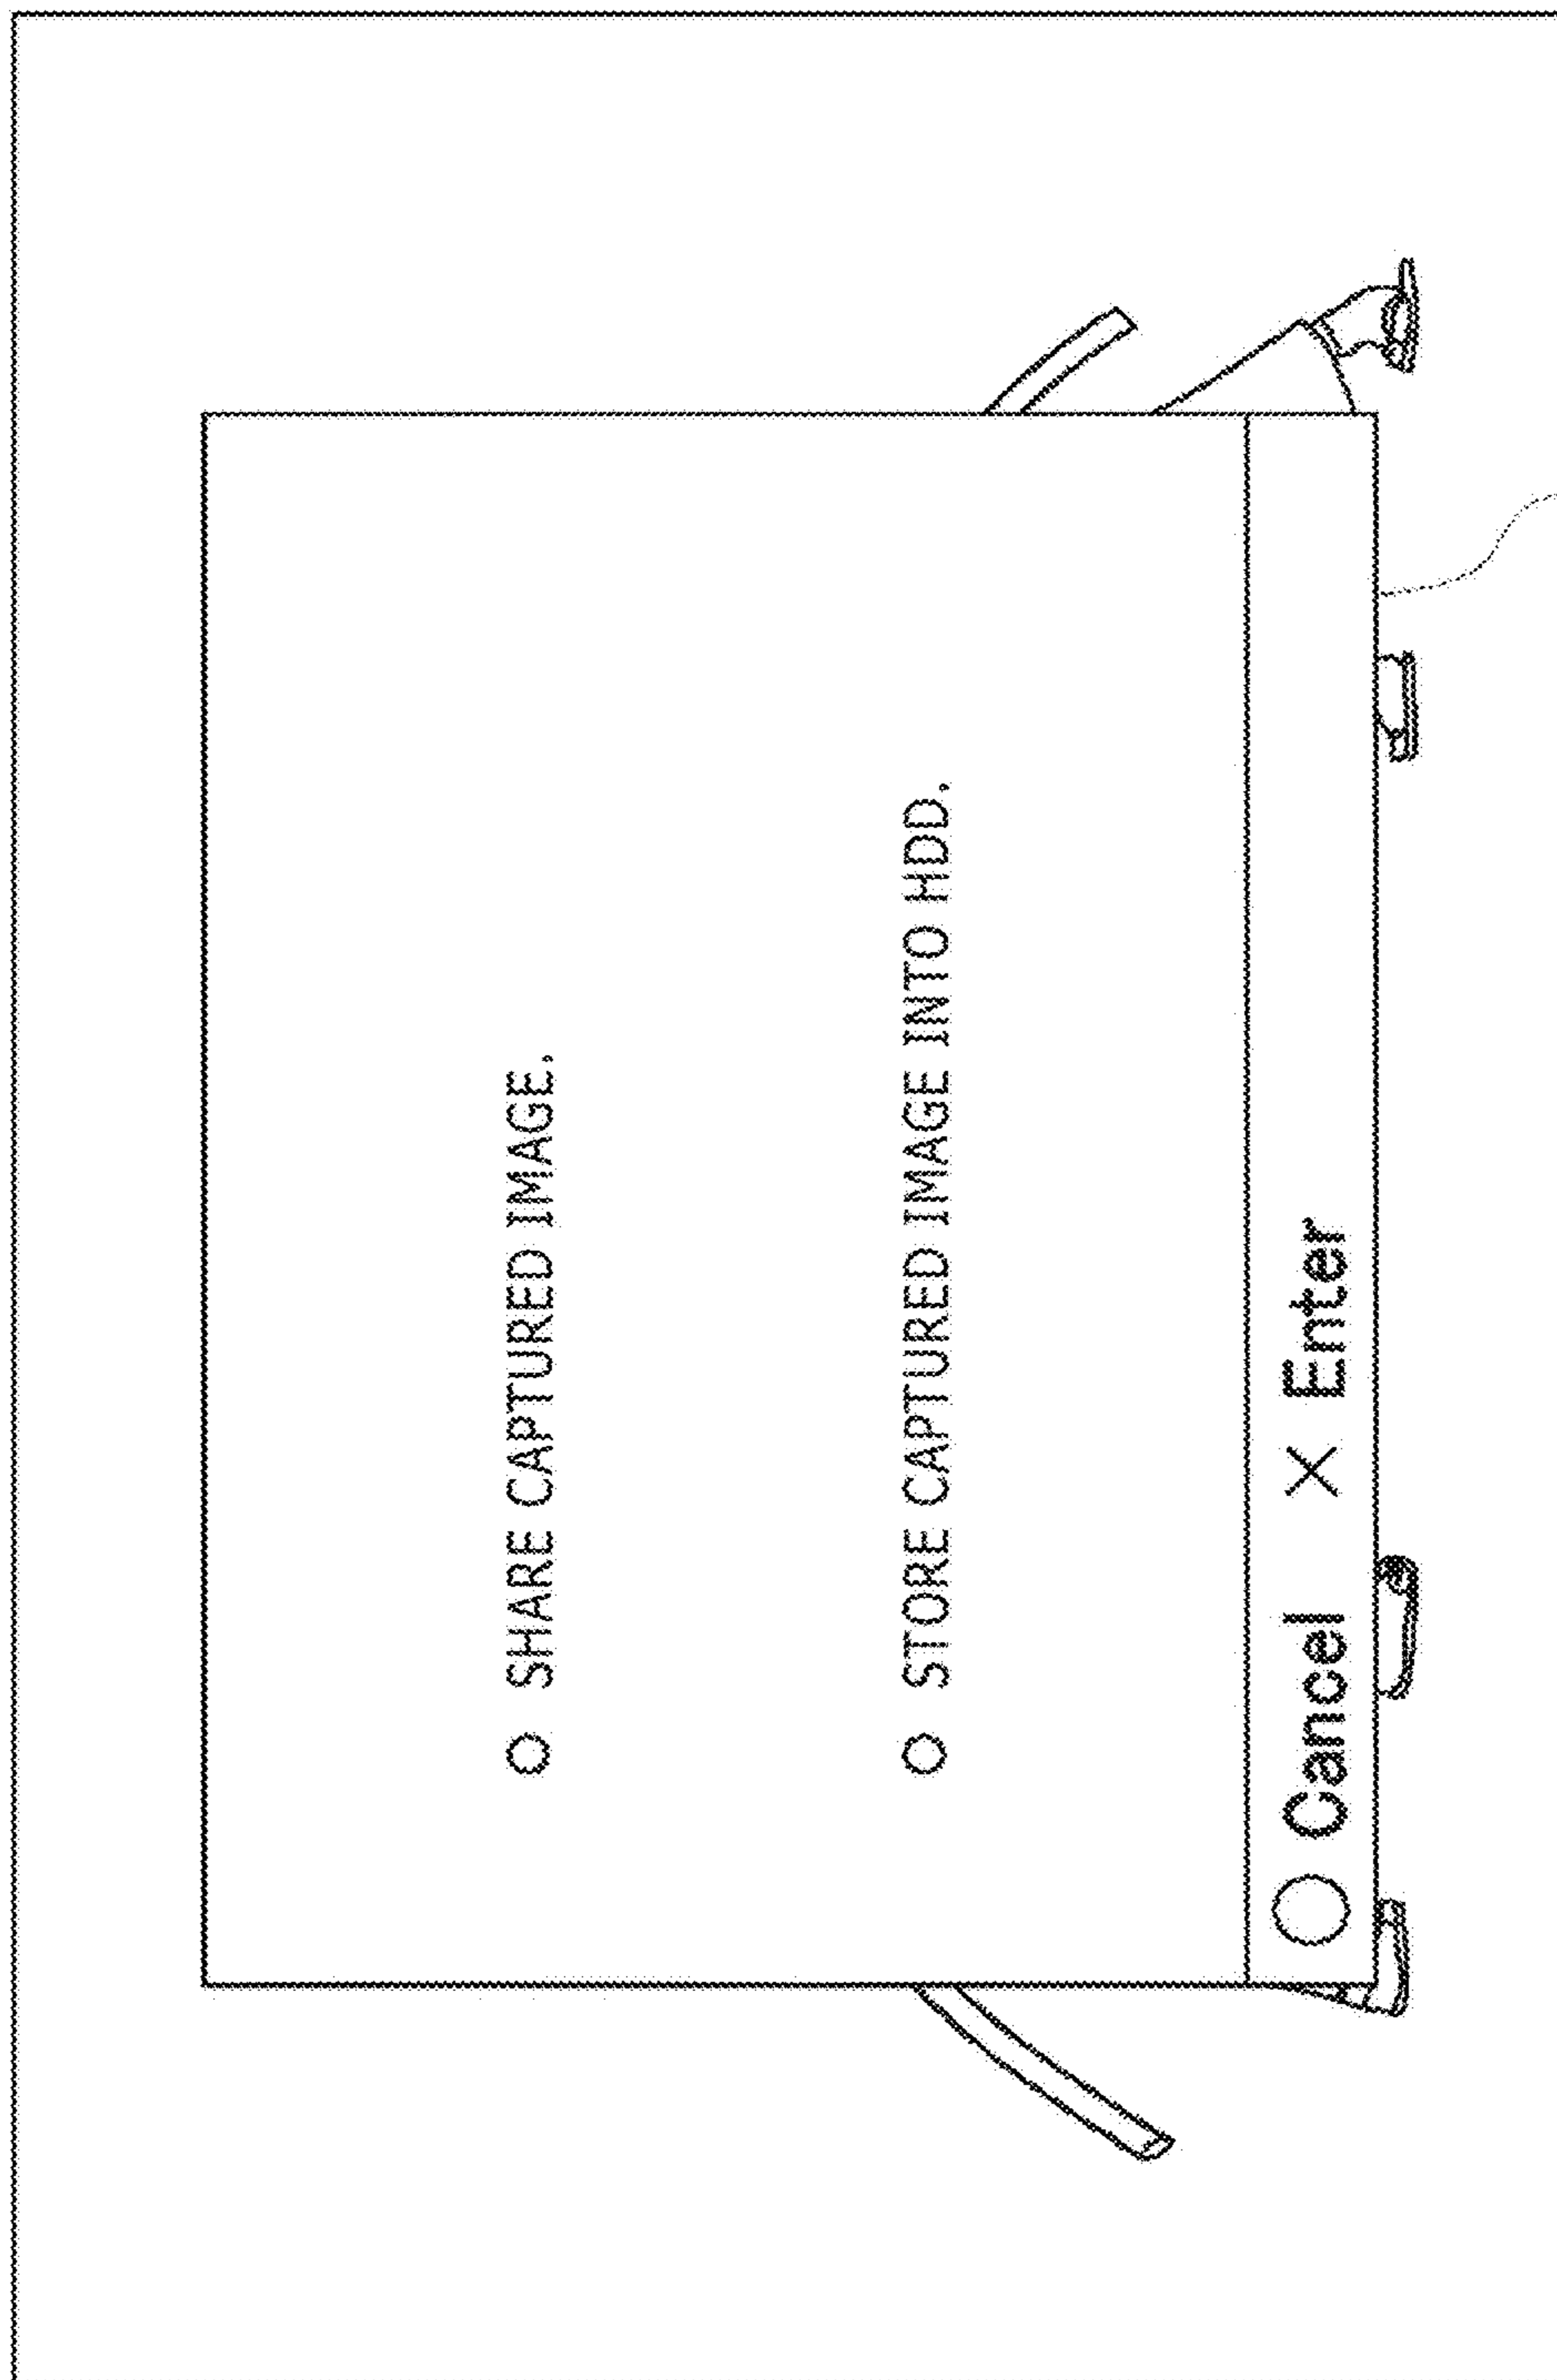 ○ SHARE CAPTURED IMAGE.
○ STORE CAPTURED IMAGE INTO HDD.
○ Cancel × Enter